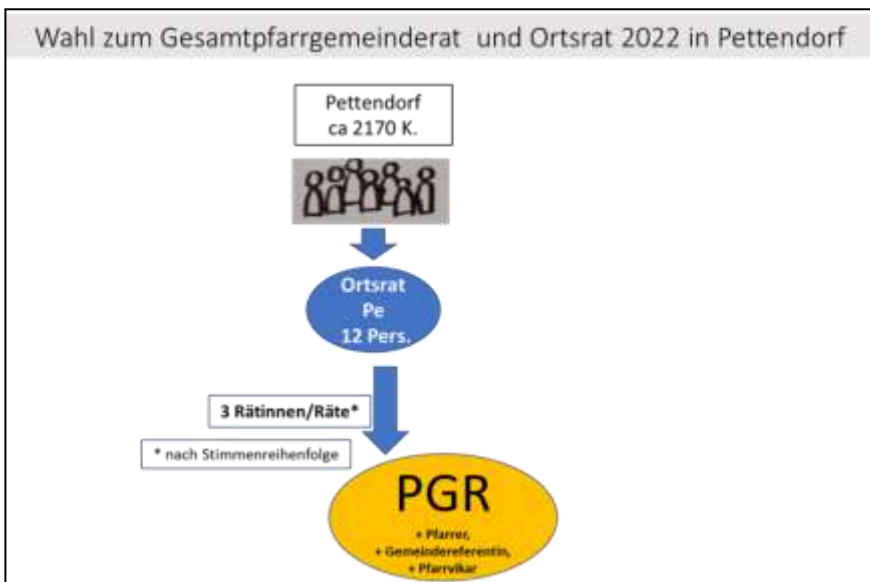 Wahl zum Gesamtpfarrgemeinderat und Ortsrat 2022 in Pettendorf
Pettendorf
ca 2170 K.
Ortsrat
Pe
12 Pers.
3 Rätinnen/Räte*
* nach Stimmenreihenfolge
PGR
+ Pfarrer,
+ Gemeindereferentin,
+ Pfarrvikar